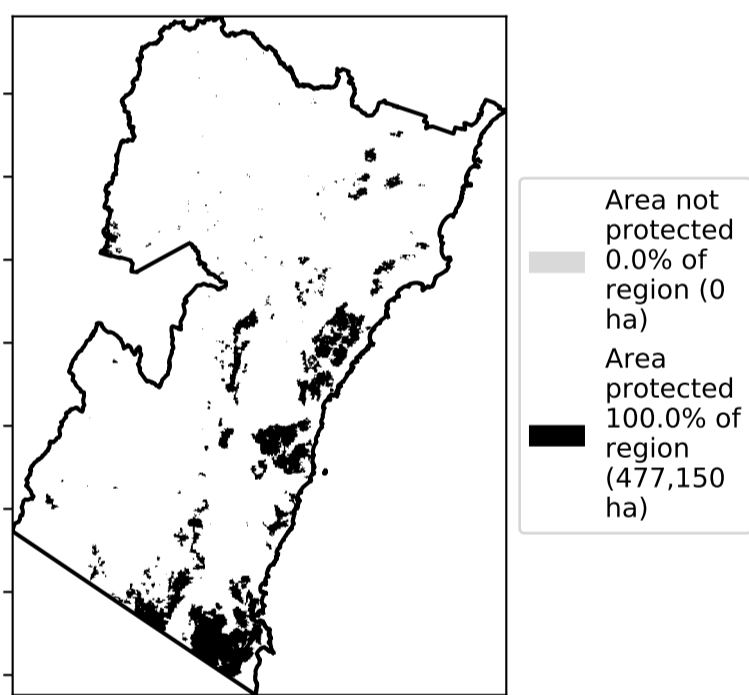 Area not
protected
0.0% of
region (0
ha)
Area
protected
100.0% of
region
(477,150
ha)